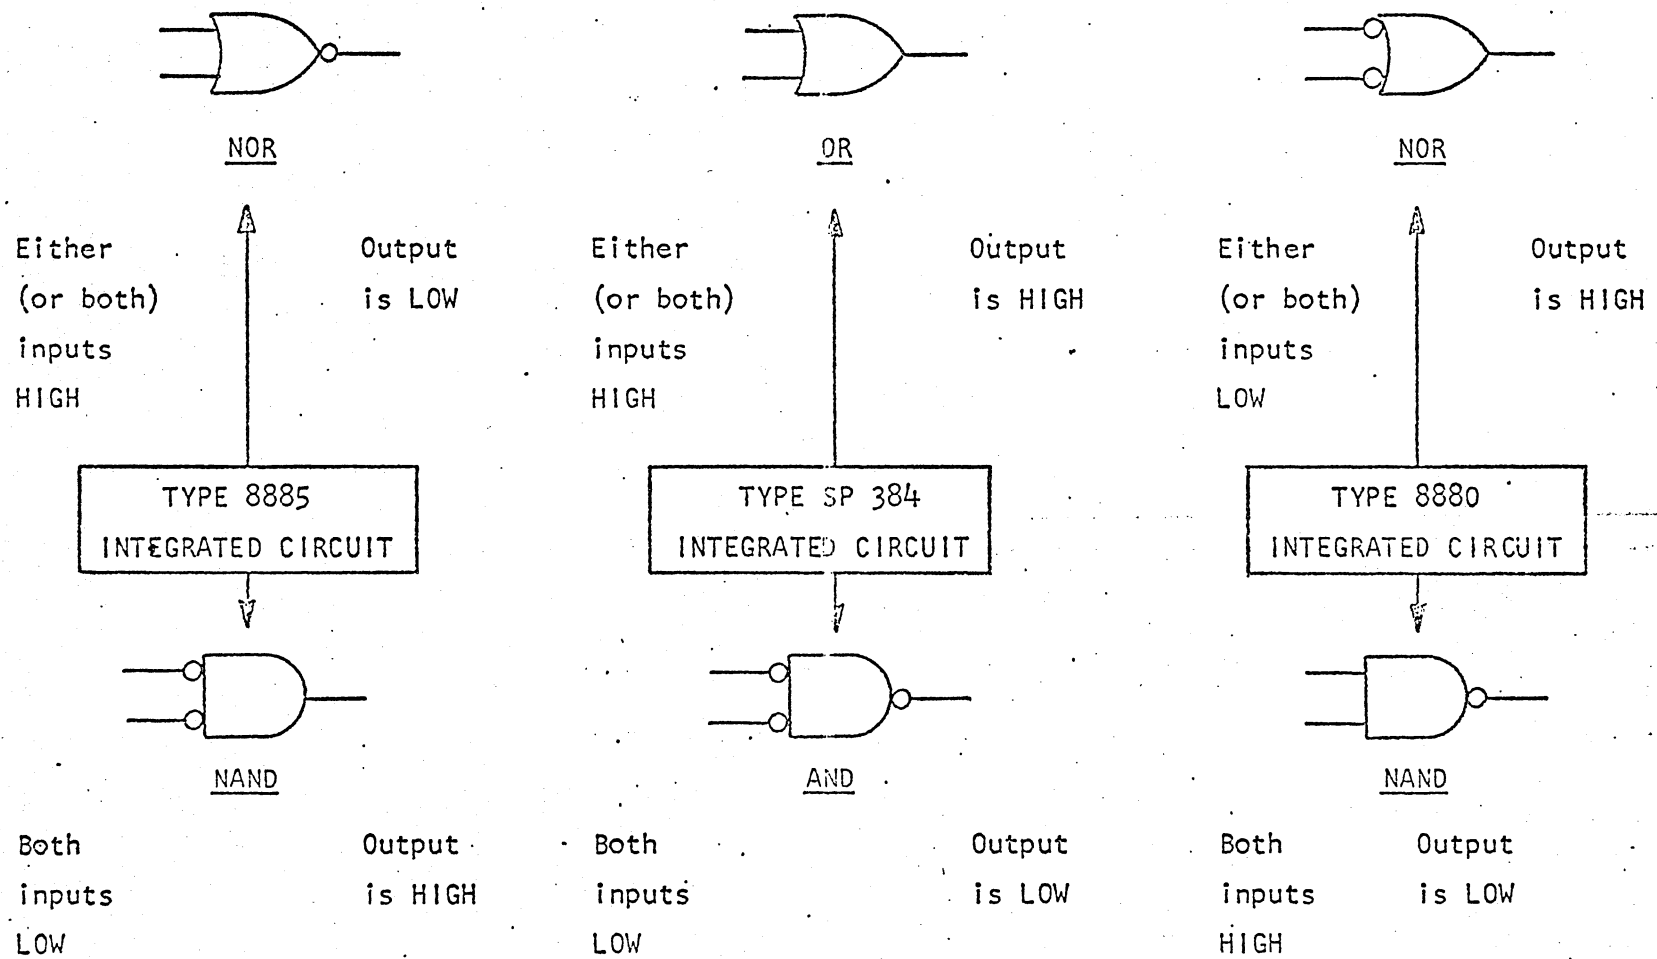 NOR
OR
NOR
Either
(or both)
inputs
HIGH
Output
is LOW
Either
(or both)
inputs
HIGH
Output
is HIGH
Either
(or both)
inputs
LOW
Output
is HIGH
TYPE 8885
INTEGRATED CIRCUIT
TYPE SP 384
INTEGRATED CIRCUIT
TYPE 8880
INTEGRATED CIRCUIT
NAND
AND
NAND
Both
inputs
LOW
Output
is HIGH
Both
inputs
LOW
Output
is LOW
Both
inputs
HIGH
Output
is LOW